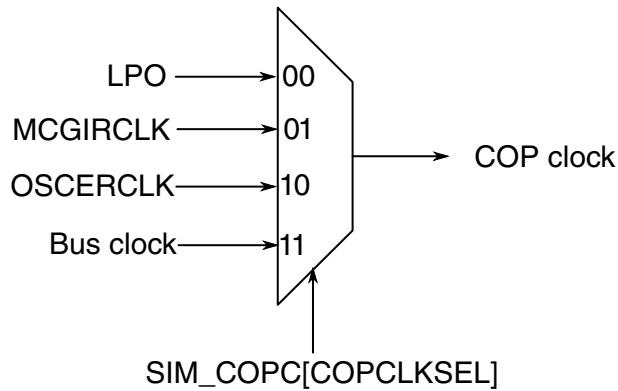 LPO 00
MCGIRCLK 01
COP clock
OSCERCLK 10
Bus clock 11
SIM_COPC[COPCLKSEL]